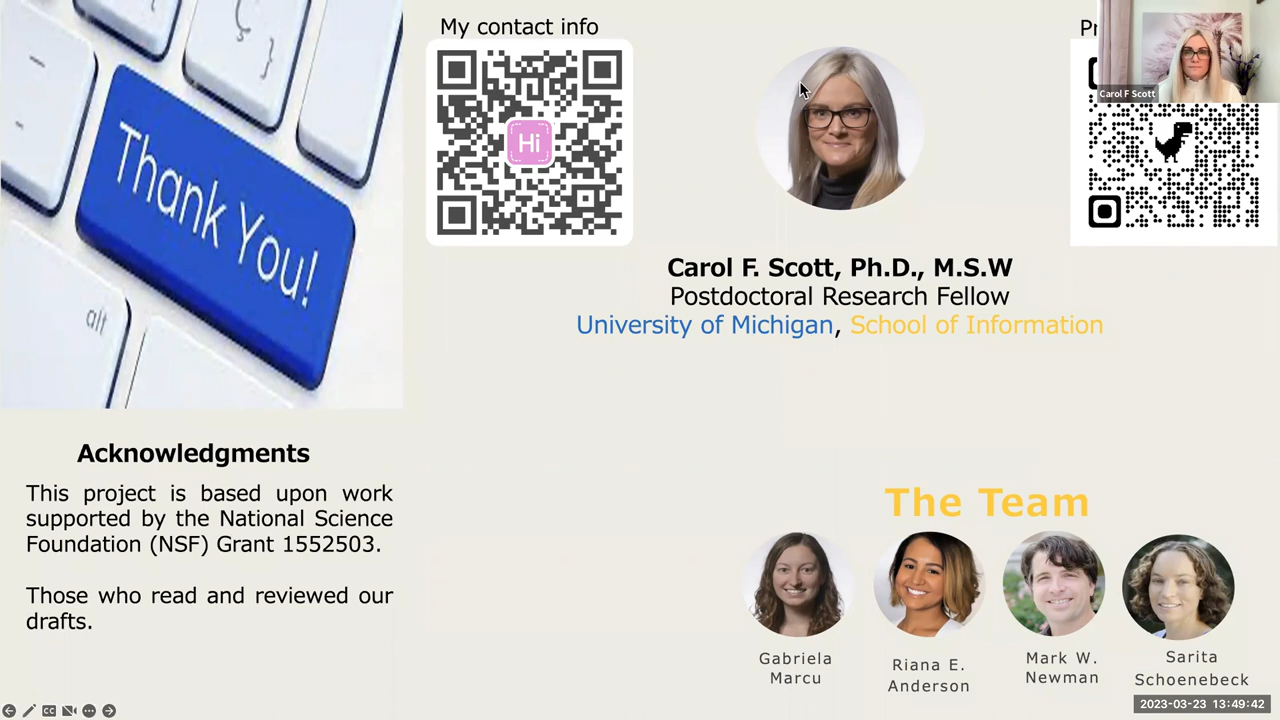 Thank You!
alt
My contact info
Hi
Carol F Scott
Carol F. Scott, Ph.D., M.S.W
Postdoctoral Research Fellow
University of Michigan, School of Information
Acknowledgments
This project is based upon work
supported by the National Science
Foundation (NSF) Grant 1552503.
Those who read and reviewed our
drafts.
The Team
Gabriela
Marcu
Riana E.
Anderson
Mark W.
Newman
Sarita
Schoenebeck
CC
2023-03-23 13:49:42